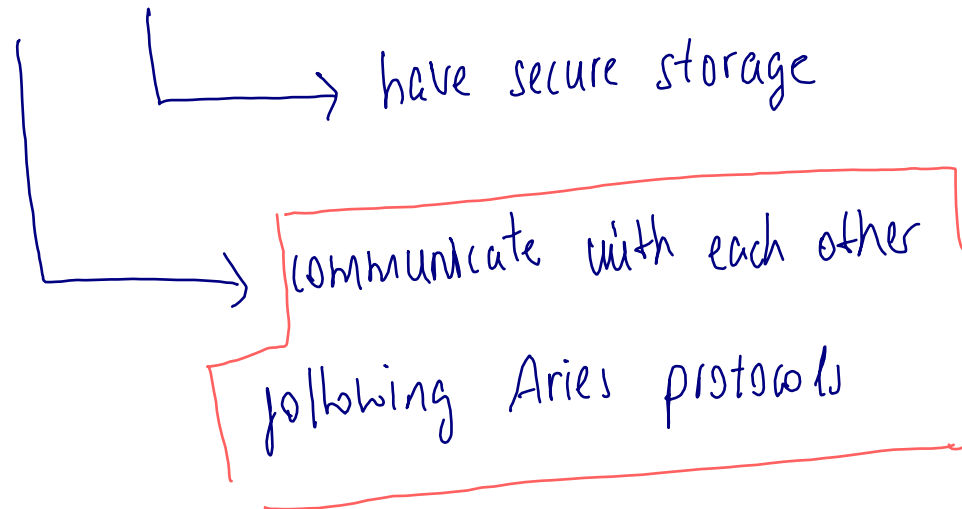 have secure storage
communicate with each other
following Aries protocols